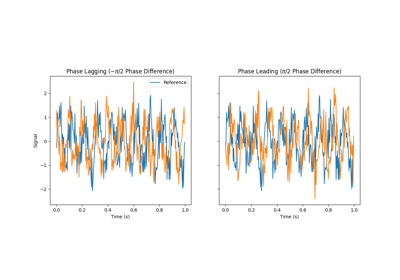 Phase Lagging (−π/2 Phase Difference)
Reference
Signal
2
1
0
−1
−2
0.0 0.2 0.4 0.6 0.8 1.0
Time (s)
Phase Leading (π/2 Phase Difference)
0.0 0.2 0.4 0.6 0.8 1.0
Time (s)